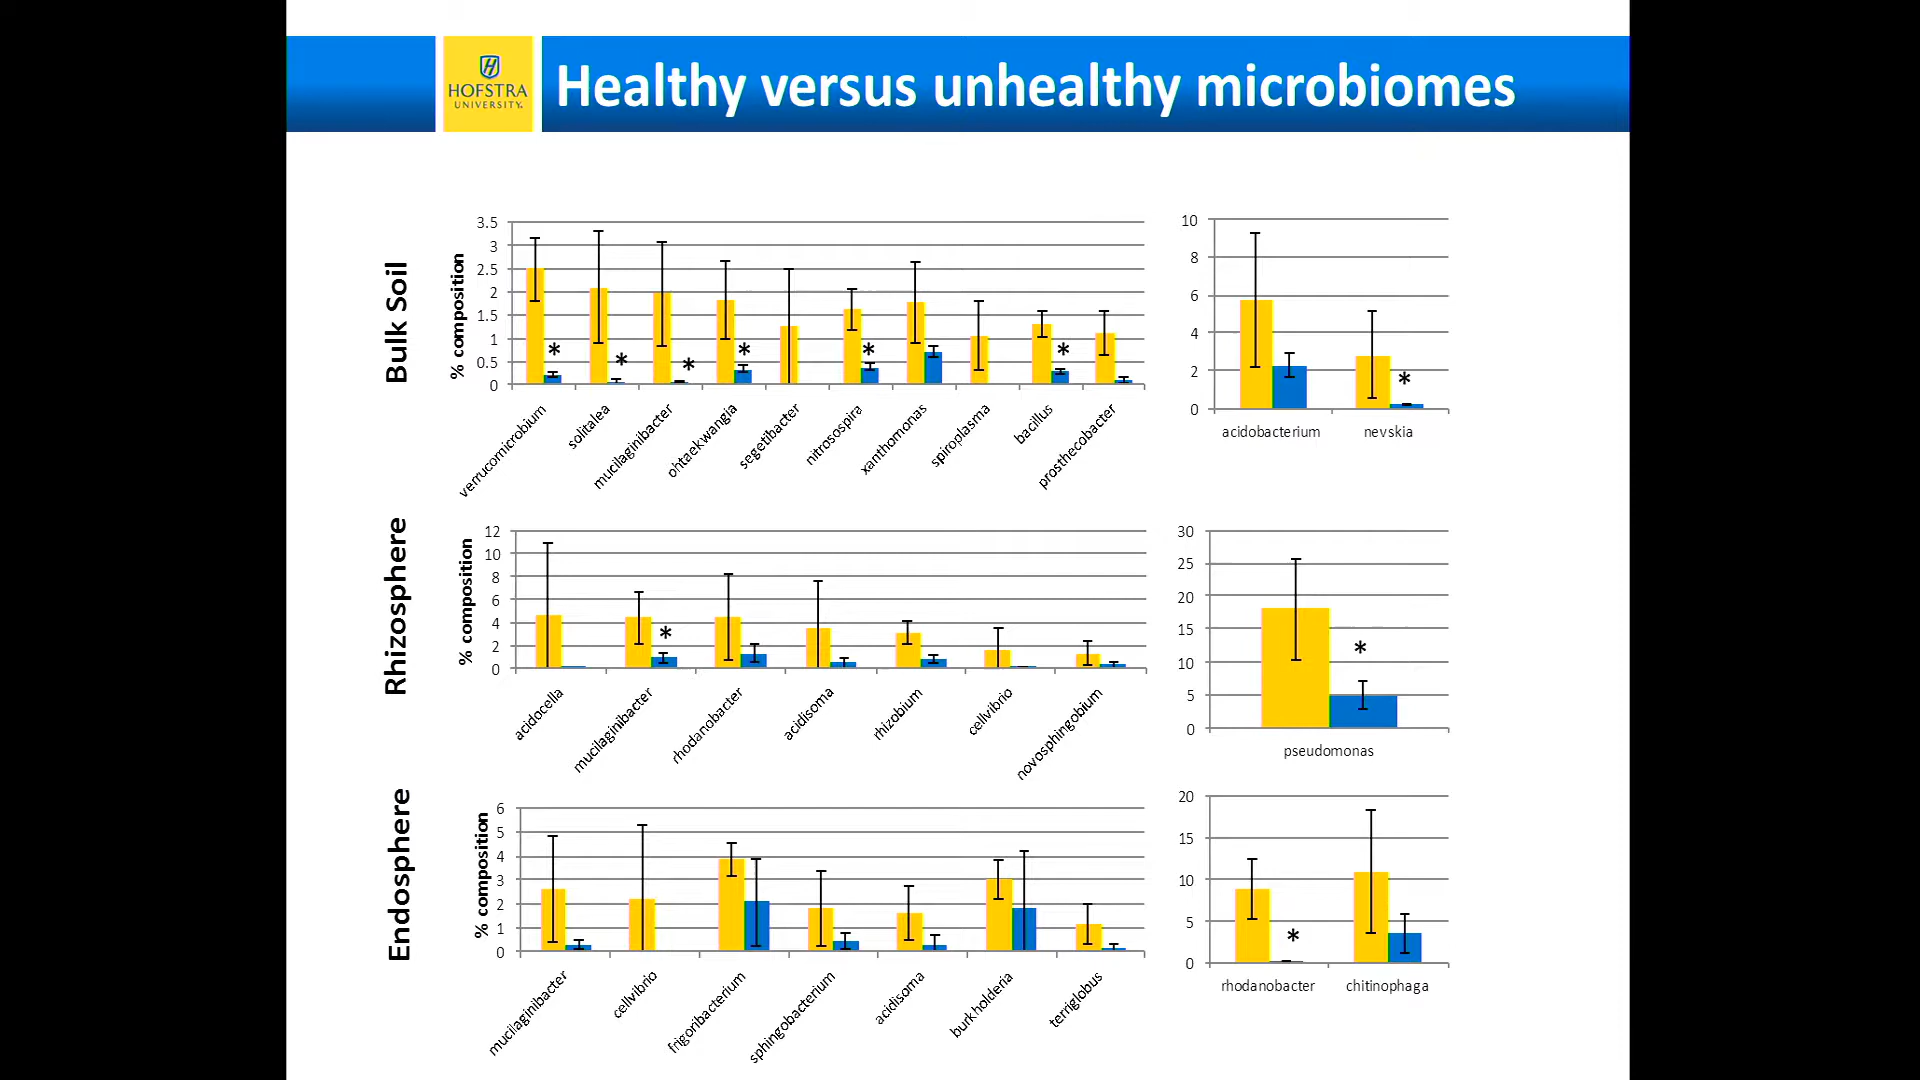 HOFSTRA
UNIVERSITY.
Healthy versus unhealthy microbiomes
Bulk Soil
% composition
3.5
3
2.5
2
1.5
1
0.5
0
* * * * * *
verrucomicrobium
solitalea
mucilaginibacter
ohtaekwangia
segetibacter
nitrosospira
xanthomonas
spiroplasma
bacillus
prosthecobacter
10
8
6
4
2
0
*
acidobacterium nevskia
Rhizosphere
% composition
12
10
8
6
4
2
0
*
acidocella
mucilaginibacter
rhodanobacter
acidisoma
rhizobium
cellvibrio
novosphingobium
30
25
20
15
10
5
0
*
pseudomonas
Endosphere
% composition
6
5
4
3
2
1
0
mucilaginibacter
cellvibrio
frigoribacterium
sphingobacterium
acidisoma
burkholderia
terriglobus
20
15
10
5
0
*
rhodanobacter chitinophaga